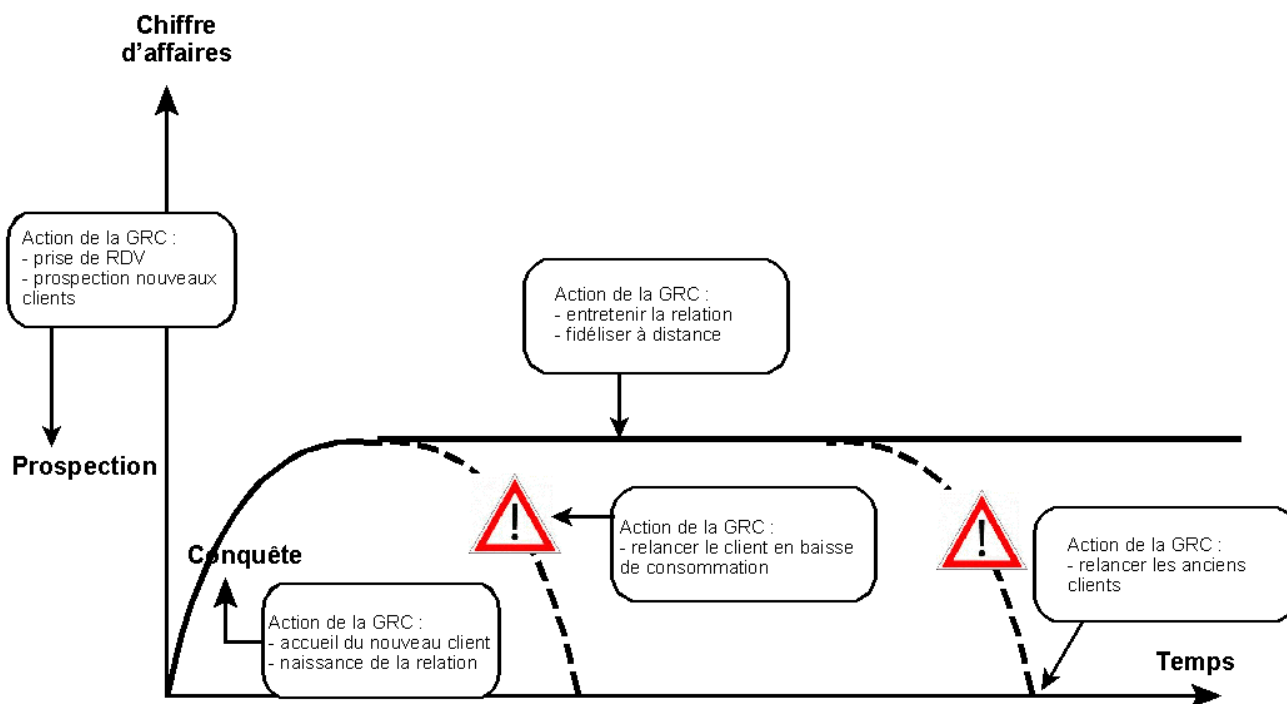 Chiffre
d'affaires
Action de la GRC :
- prise de RDV
- prospection nouveaux
clients
Action de la GRC :
- entretenir la relation
- fidéliser à distance
Prospection
Conquête
Action de la GRC :
- relancer le client en baisse
de consommation
Action de la GRC :
- relancer les anciens
clients
Action de la GRC :
- accueil du nouveau client
- naissance de la relation
Temps